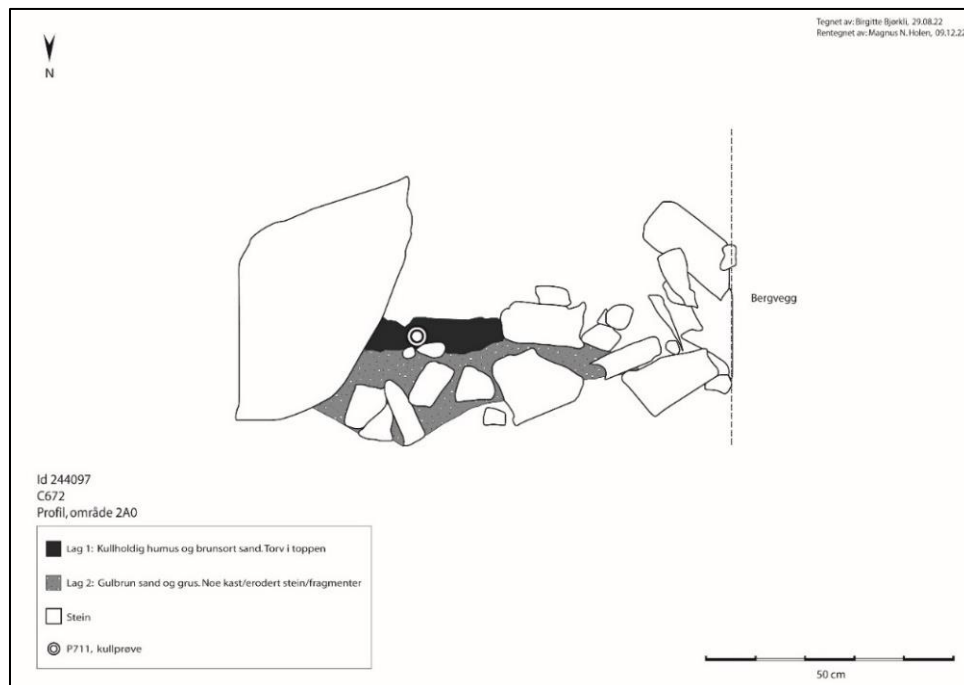 Tegnet av: Birgitte Bjørkli, 29.08.22
Rentegnet av: Magnus N. Holen, 09.12.22
N
Bergvegg
Id 244097
C672
Profil, område 2A0
Lag 1: Kullholdig humus og brunsort sand. Torv i toppen
Lag 2: Gulbrun sand og grus. Noe kast/erodert stein/fragmenter
Stein
P711, kullprøve
50 cm